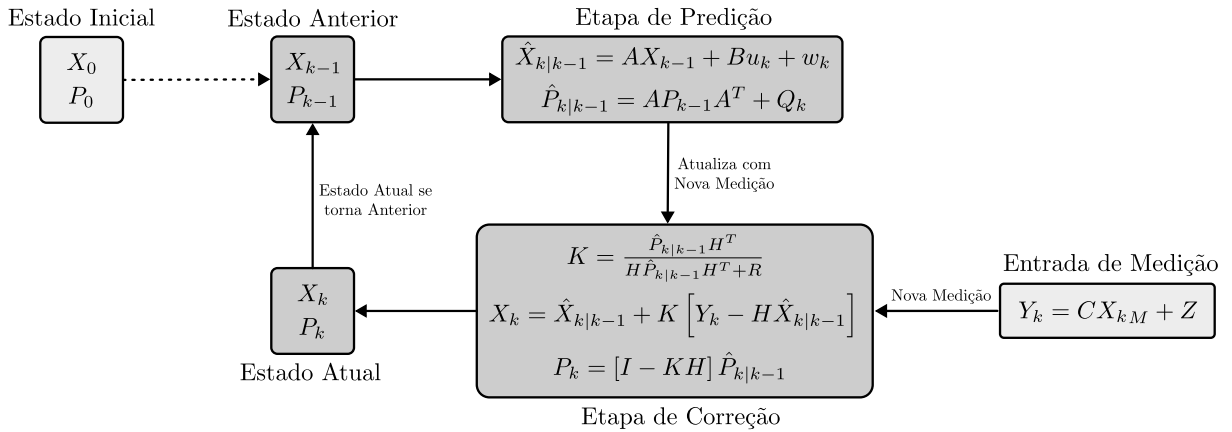 Estado Inicial
X_0
P_0
Estado Anterior
X_{k-1}
P_{k-1}
Etapa de Predição
\hat{X}_{k|k-1} = AX_{k-1} + Bu_k + w_k
\hat{P}_{k|k-1} = AP_{k-1}A^T + Q_k
Atualiza com
Nova Medição
Estado Atual se
torna Anterior
K = \frac{\hat{P}_{k|k-1}H^T}{H\hat{P}_{k|k-1}H^T+R}
X_k = \hat{X}_{k|k-1} + K [Y_k - H\hat{X}_{k|k-1}]
P_k = [I - KH] \hat{P}_{k|k-1}
Etapa de Correção
Entrada de Medição
Y_k = CX_{kM} + Z
Nova Medição
X_k
P_k
Estado Atual